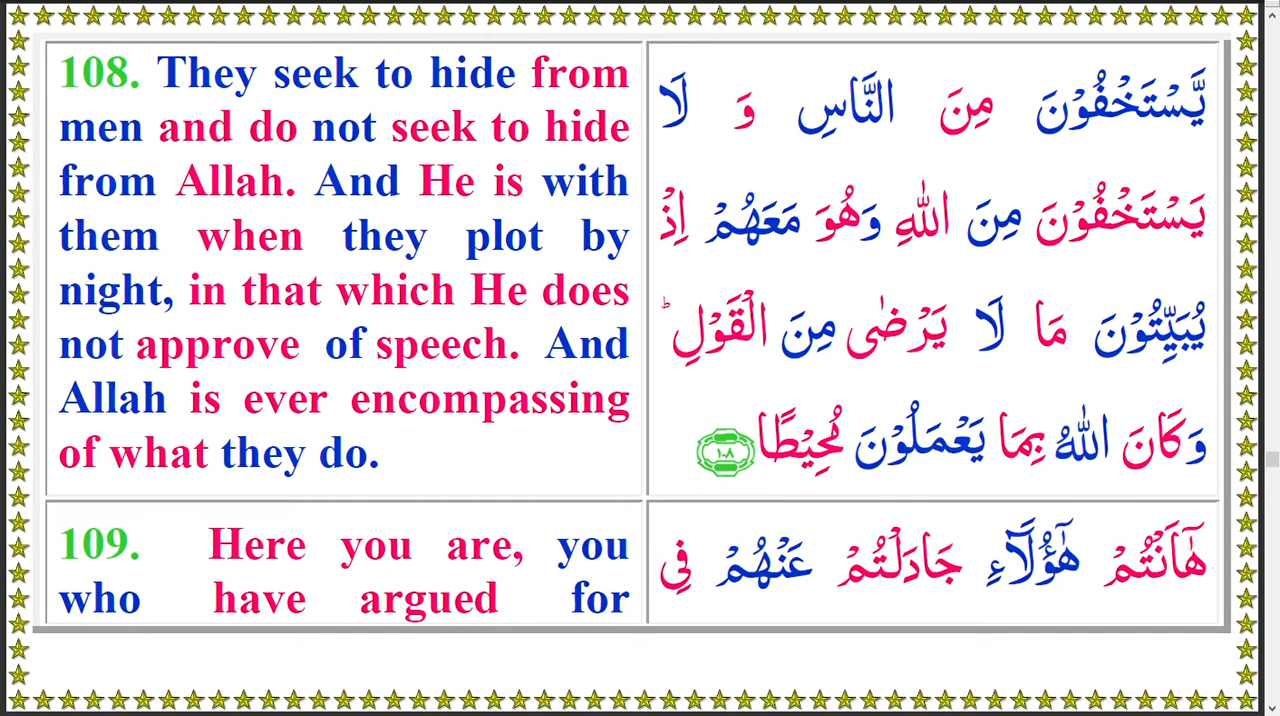 108. They seek to hide from
men and do not seek to hide
from Allah. And He is with
them when they plot by
night, in that which He does
not approve of speech. And
Allah is ever encompassing
of what they do.
يَّسْتَخْفُوْنَ مِنَ النَّاسِ وَ لَا
يَسْتَخْفُوْنَ مِنَ اللّٰهِ وَهُوَ مَعَهُمْ اِذْ
يُبَيِّتُوْنَ مَا لَا يَرْضٰى مِنَ الْقَوْلِ ؕ
وَكَانَ اللّٰهُ بِمَا يَعْمَلُوْنَ مُحِيْطًا ١٠٨
109. Here you are, you
who have argued for
هٰۤاَنْتُمْ هٰۤؤُلَآءِ جَادَلْتُمْ عَنْهُمْ فِى